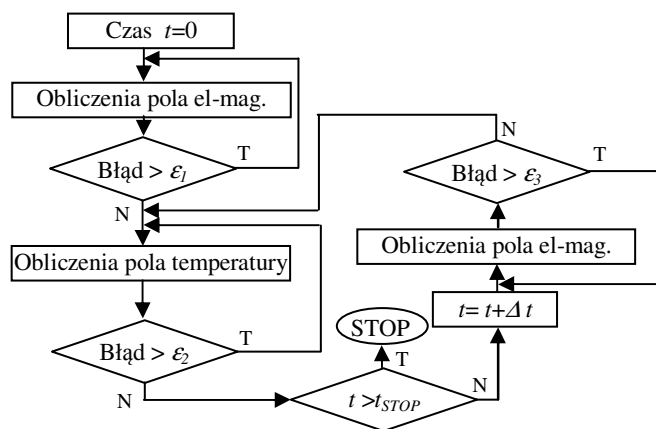 Czas t=0
Obliczenia pola el-mag.
Błąd > ε1
T
N
Obliczenia pola temperatury
Błąd > ε2
T
N
t >tSTOP
T
STOP
N
t= t+Δ t
Obliczenia pola el-mag.
Błąd > ε3
T
N